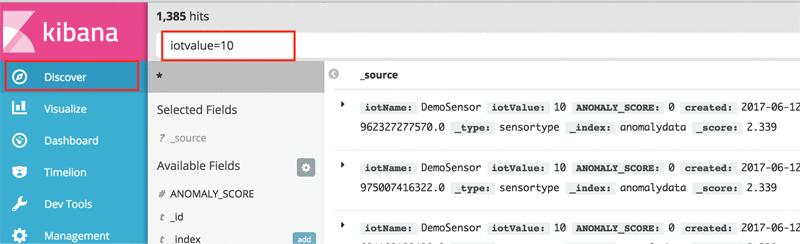 kibana
Discover
Visualize
Dashboard
Timelion
Dev Tools
Management
1,385 hits
iotvalue=10
*
Selected Fields
? _source
Available Fields
# ANOMALY_SCORE
t _id
t _index add
_source
iotName: DemoSensor iotValue: 10 ANOMALY_SCORE: 0 created: 2017-06-12
962327277570.0 _type: sensortype _index: anomalydata _score: 2.339
iotName: DemoSensor iotValue: 10 ANOMALY_SCORE: 0 created: 2017-06-12
975007416322.0 _type: sensortype _index: anomalydata _score: 2.339
iotName: DemoSensor iotValue: 10 ANOMALY_SCORE: 0 created: 2017-06-12